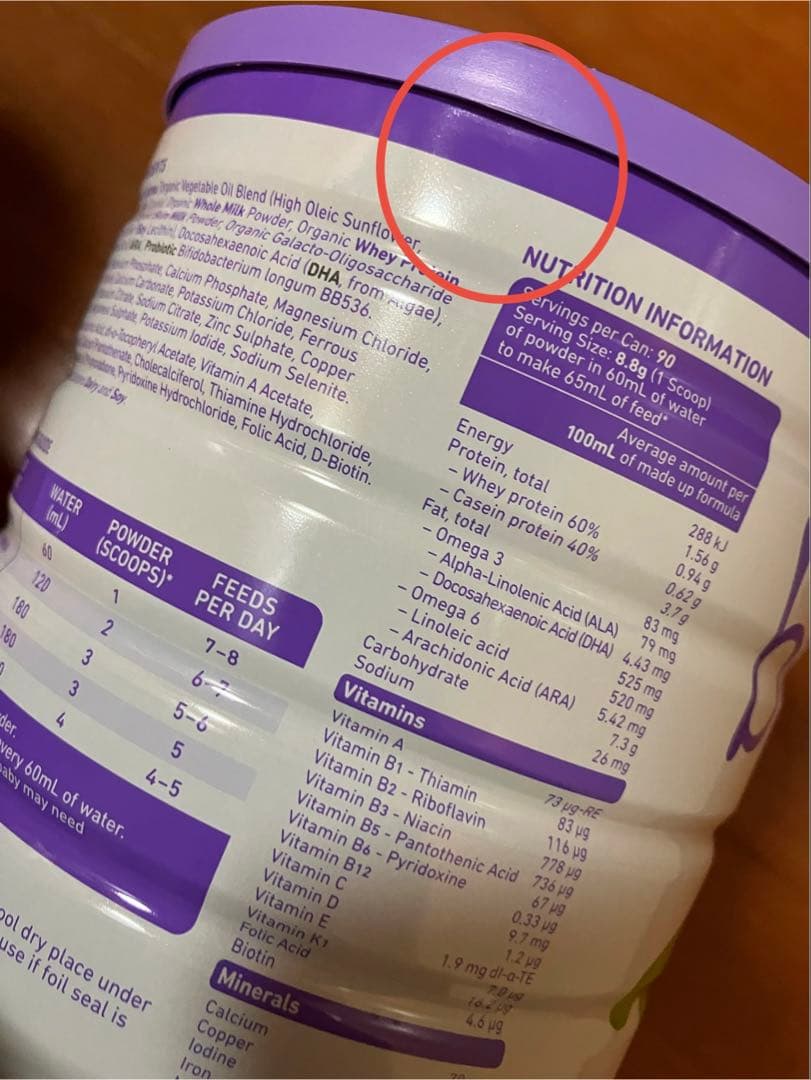 Organic Vegetable Oil Blend (High Oleic Sunflower,
Organic Whole Milk Powder, Organic Whey Protein
Milk Powder, Organic Galacto-Oligosaccharide
Docosahexaenoic Acid (DHA, from Algae),
Probiotic Bifidobacterium longum BB536.
Phosphate, Calcium Phosphate, Magnesium Chloride,
Calcium Carbonate, Potassium Chloride, Ferrous
Sodium Citrate, Zinc Sulphate, Copper
Sulphate, Potassium Iodide, Sodium Selenite.
dl-α-Tocopheryl Acetate, Vitamin A Acetate,
Cholecalciferol, Thiamine Hydrochloride,
Pyridoxine Hydrochloride, Folic Acid, D-Biotin.
Dairy and Soy.
WATER (mL) POWDER (SCOOPS)* FEEDS PER DAY
60 1 7-8
120 2 6-7
180 3 5-6
180 3 5
4 4-5
every 60mL of water.
baby may need
cool dry place under
use if foil seal is
NUTRITION INFORMATION
Servings per Can: 90
Serving Size: 8.8g (1 Scoop)
of powder in 60mL of water
to make 65mL of feed*
Average amount per
100mL of made up formula
Energy 288 kJ
Protein, total 1.56 g
- Whey protein 60% 0.94 g
- Casein protein 40% 0.62 g
Fat, total 3.7 g
- Omega 3 83 mg
- Alpha-Linolenic Acid (ALA) 79 mg
- Docosahexaenoic Acid (DHA) 4.43 mg
- Omega 6 525 mg
- Linoleic acid 520 mg
- Arachidonic Acid (ARA) 5.42 mg
Carbohydrate 7.3 g
Sodium 26 mg
Vitamins
Vitamin A 73 µg-RE
Vitamin B1 - Thiamin 83 µg
Vitamin B2 - Riboflavin 116 µg
Vitamin B3 - Niacin 778 µg
Vitamin B5 - Pantothenic Acid 736 µg
Vitamin B6 - Pyridoxine 67 µg
Vitamin B12 0.33 µg
Vitamin C 9.7 mg
Vitamin D 1.2 µg
Vitamin E 1.9 mg dl-α-TE
Vitamin K1 7.0 µg
Folic Acid 16.2 µg
Biotin 4.6 µg
Minerals
Calcium
Copper
Iodine
Iron